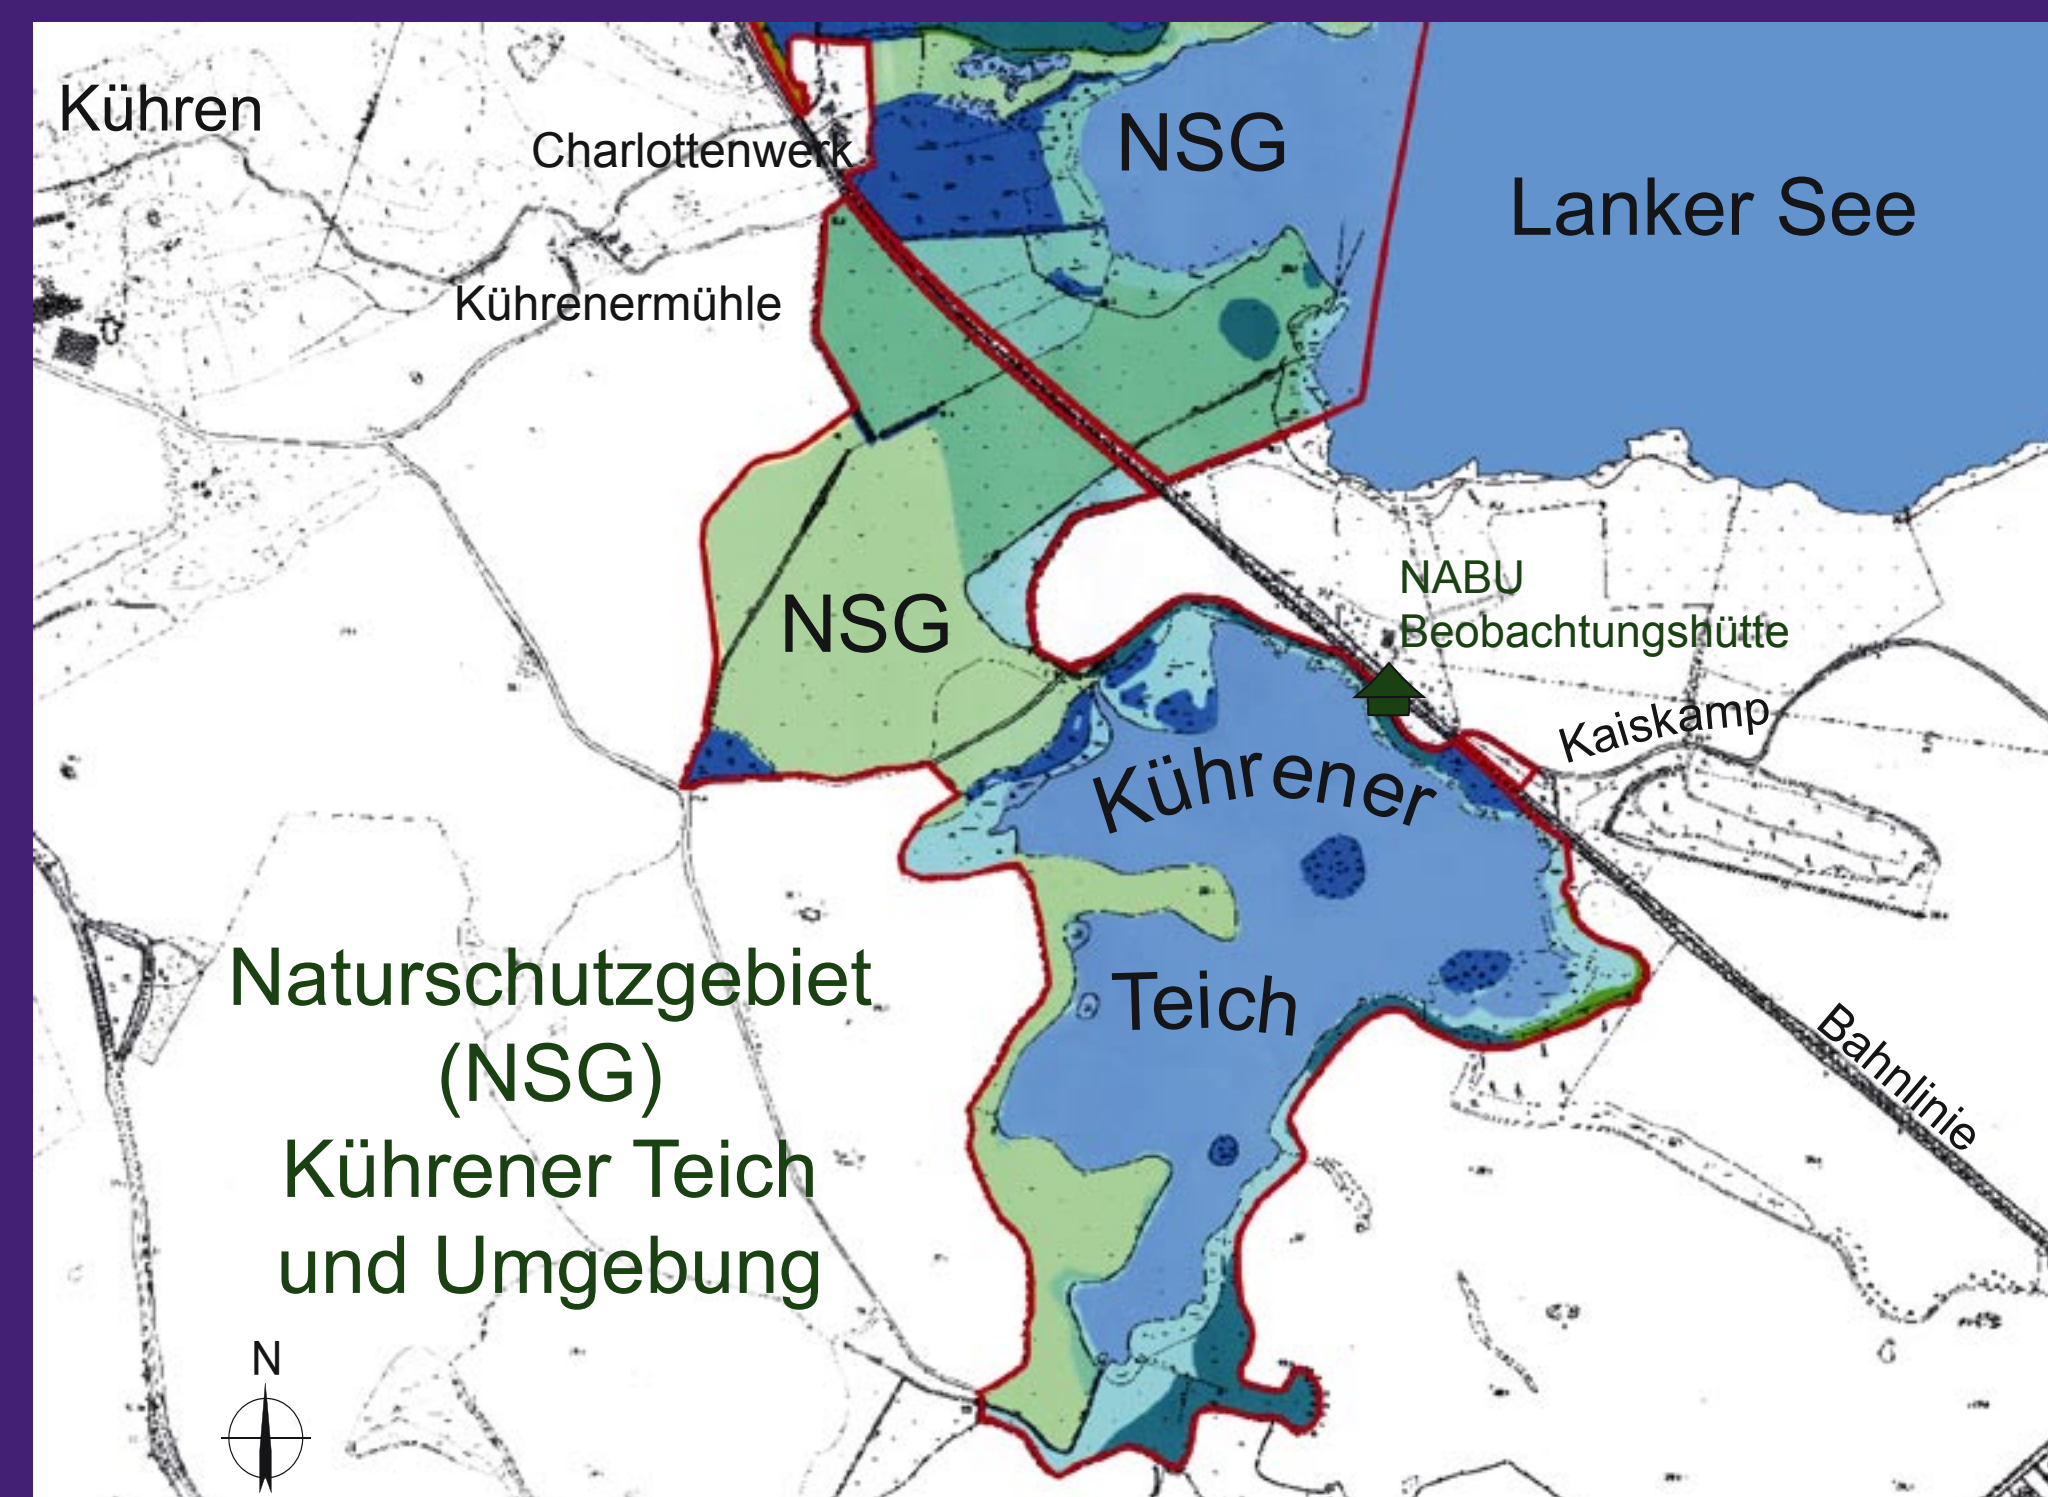 Kühren
Charlottenwerk
NSG
Lanker See
Kührenermühle
NABU
Beobachtungshütte
NSG
Kaiskamp
Kührener
Teich
Naturschutzgebiet
(NSG)
Kührener Teich
und Umgebung
Bahnlinie
N